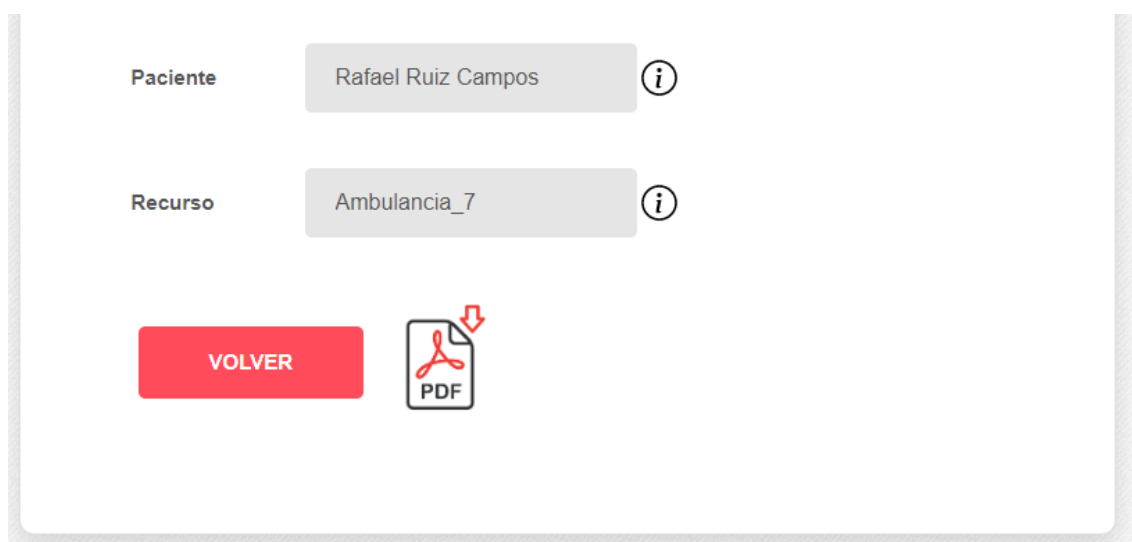 Paciente Rafael Ruiz Campos i
Recurso Ambulancia_7 i
VOLVER PDF